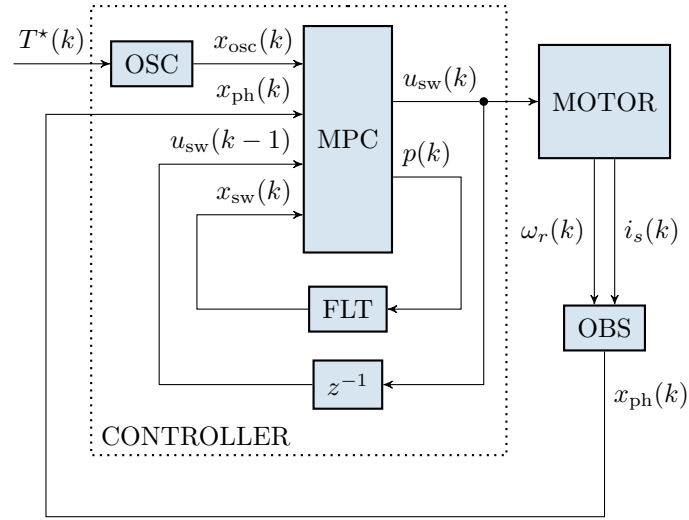 T⋆(k)
OSC
x_osc(k)
x_ph(k)
u_sw(k−1)
x_sw(k)
MPC
u_sw(k)
p(k)
MOTOR
ω_r(k)
i_s(k)
FLT
OBS
z⁻¹
x_ph(k)
CONTROLLER